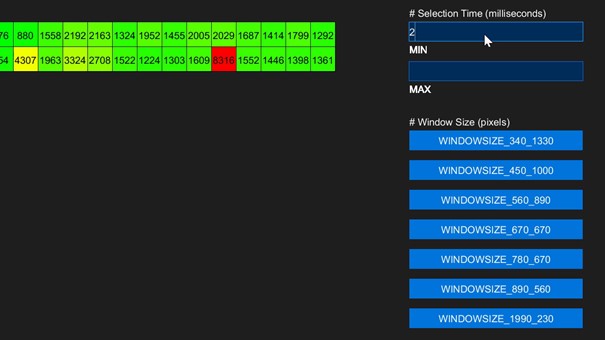 76 880 1558 2192 2163 1324 1952 1455 2005 2029 1687 1414 1799 1292
54 4307 1963 3324 2708 1522 1224 1303 1609 8316 1552 1446 1398 1361
# Selection Time (milliseconds)
2
MIN
MAX
# Window Size (pixels)
WINDOWSIZE_340_1330
WINDOWSIZE_450_1000
WINDOWSIZE_560_890
WINDOWSIZE_670_670
WINDOWSIZE_780_670
WINDOWSIZE_890_560
WINDOWSIZE_1990_230